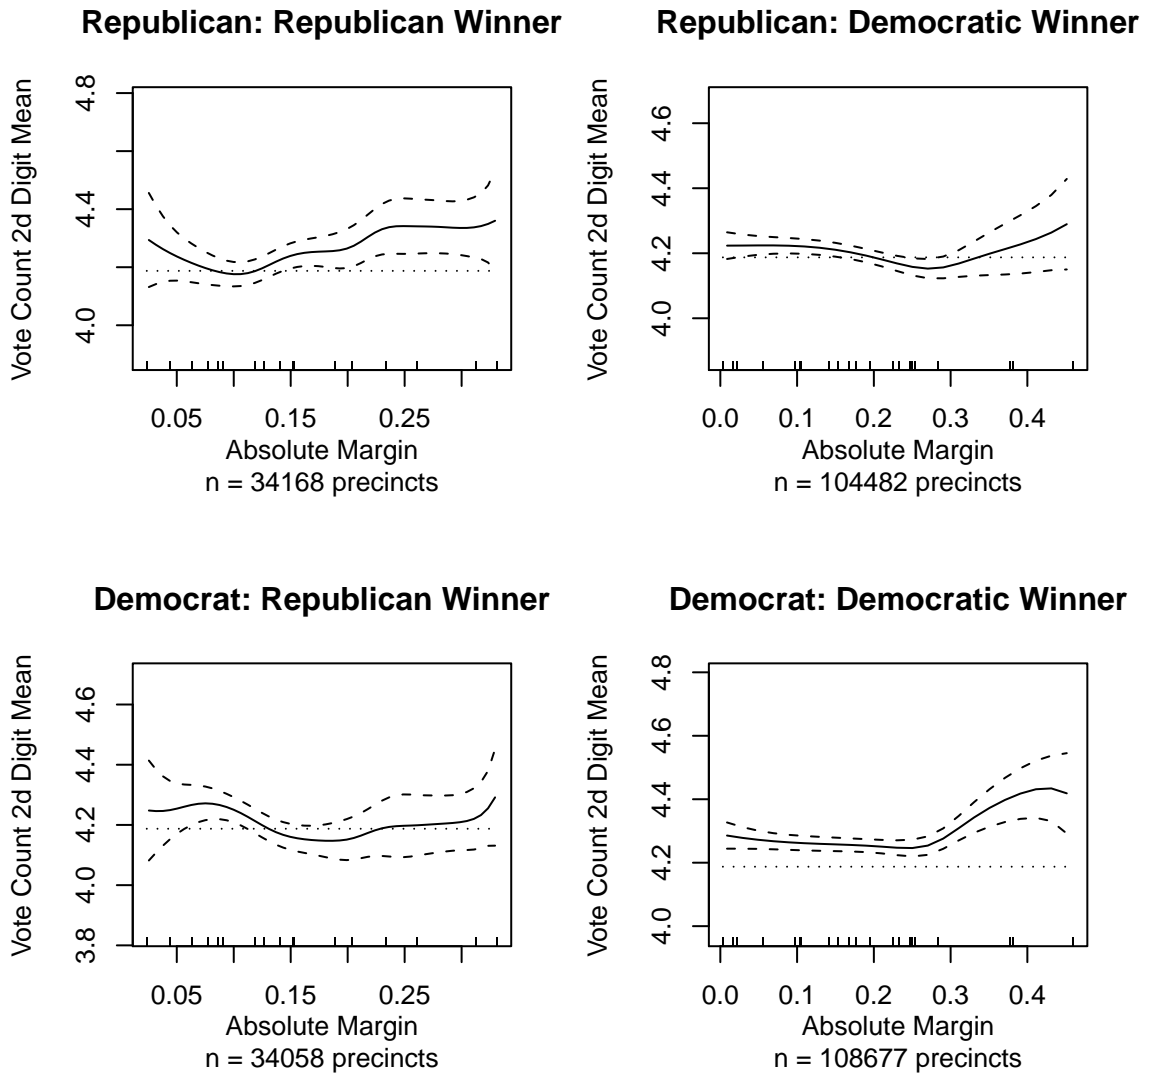 Republican: Republican Winner
Vote Count 2d Digit Mean
4.8
4.4
4.0
0.05 0.15 0.25
Absolute Margin
n = 34168 precincts
Republican: Democratic Winner
Vote Count 2d Digit Mean
4.6
4.4
4.2
4.0
0.0 0.1 0.2 0.3 0.4
Absolute Margin
n = 104482 precincts
Democrat: Republican Winner
Vote Count 2d Digit Mean
4.6
4.4
4.2
4.0
3.8
0.05 0.15 0.25
Absolute Margin
n = 34058 precincts
Democrat: Democratic Winner
Vote Count 2d Digit Mean
4.8
4.6
4.4
4.2
4.0
0.0 0.1 0.2 0.3 0.4
Absolute Margin
n = 108677 precincts